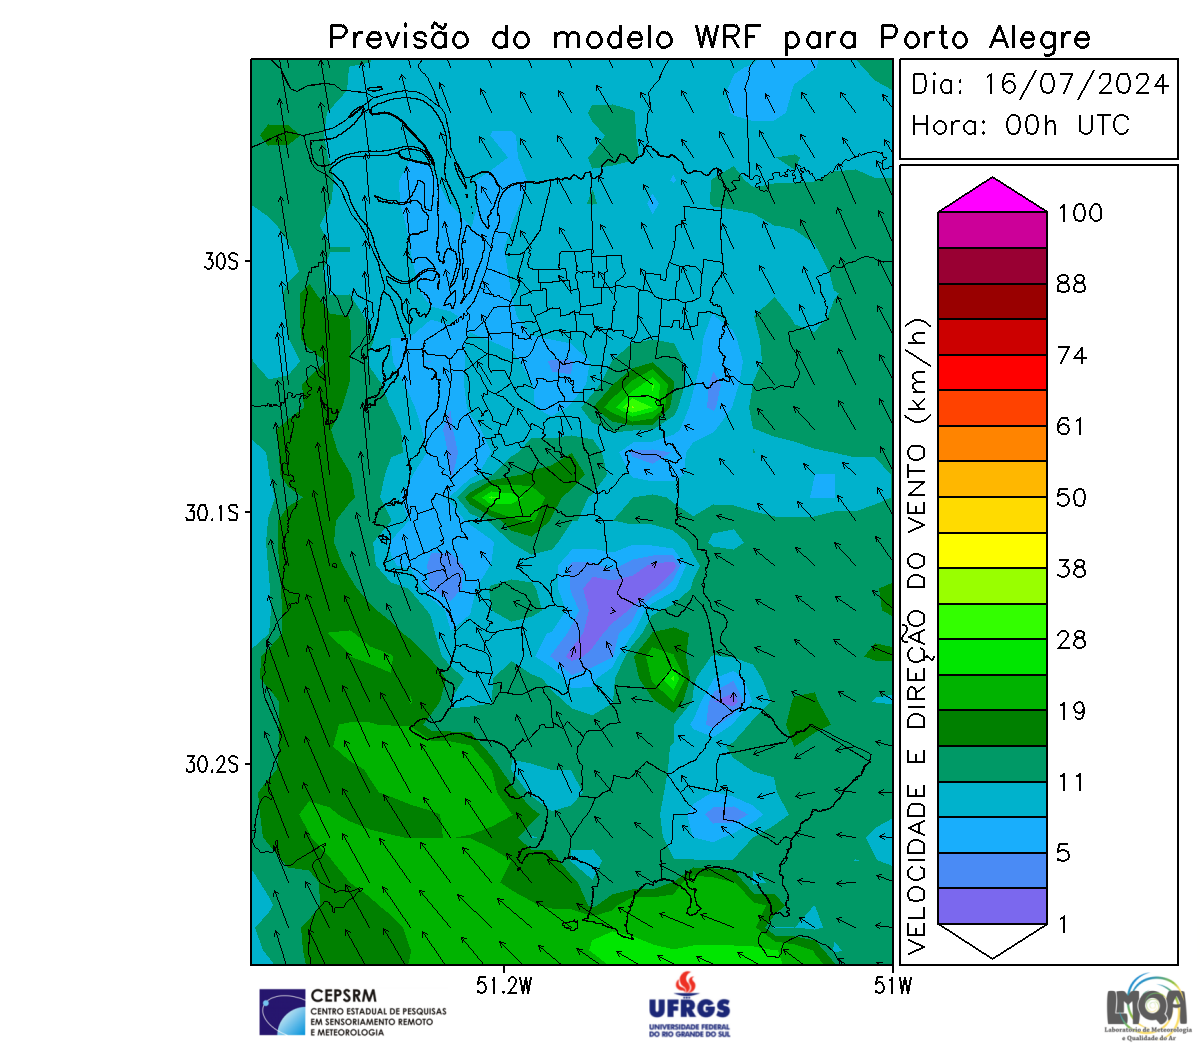 Previsão do modelo WRF para Porto Alegre
Dia: 16/07/2024
Hora: 00h UTC
100
88
74
61
50
38
28
19
11
5
1
VELOCIDADE E DIREÇÃO DO VENTO (km/h)
30S
30.1S
30.2S
51.2W
51W
CEPSRM
CENTRO ESTADUAL DE PESQUISAS
EM SENSORIAMENTO REMOTO
E METEOROLOGIA
UFRGS
UNIVERSIDADE FEDERAL
DO RIO GRANDE DO SUL
LMQA
Laboratório de Meteorologia
e Qualidade do Ar